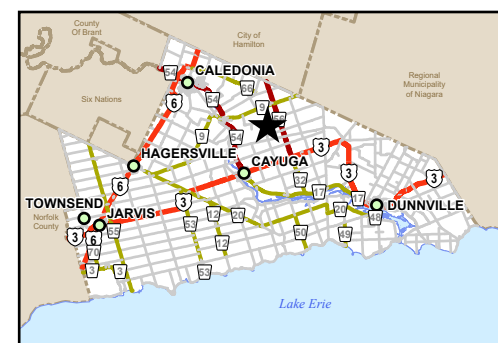 County
Of Brant
City of
Hamilton
54
CALEDONIA
66
Regional
Municipality
of Niagara
Six Nations
6
54
9
56
9
54
3
HAGERSVILLE
CAYUGA
3
6
32
17
17
3
TOWNSEND
3
12
20
20
DUNNVILLE
Norfolk
County
JARVIS
48
3
6
55
53
50
49
70
12
3
3
53
Lake Erie